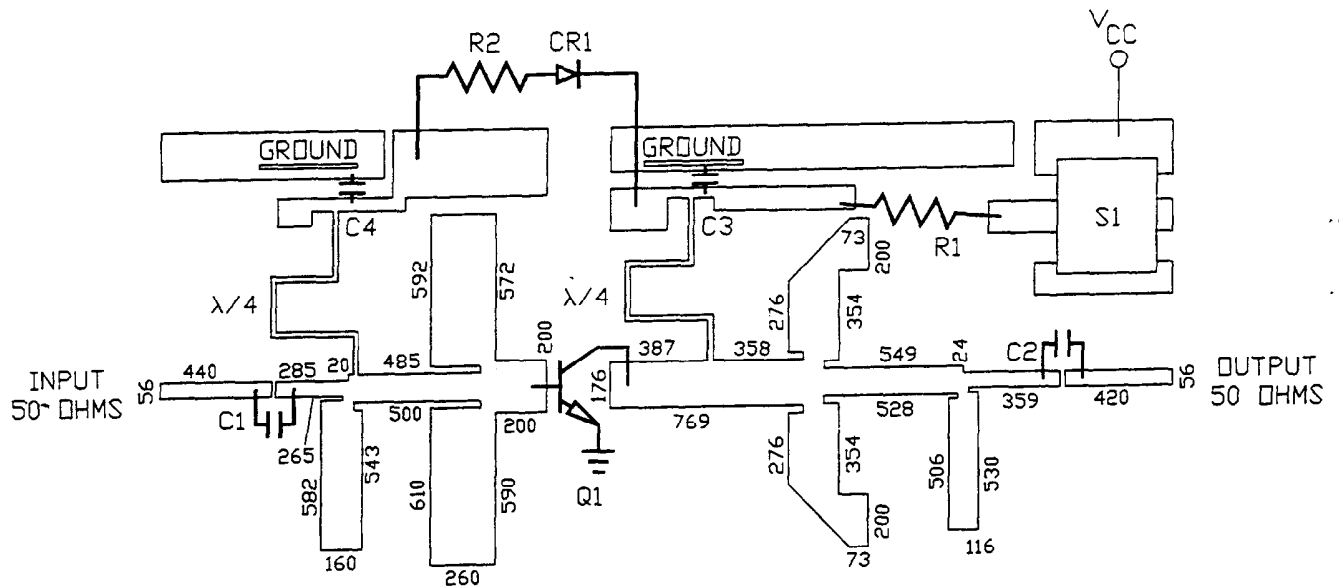 V
CC
R2
CR1
GROUND
GROUND
C4
C3
R1
S1
λ/4
λ/4
592
572
73
200
276
354
440
285
20
485
200
387
358
549
24
C2
INPUT
50 OHMS
56
C1
265
500
200
176
769
528
359
420
56
OUTPUT
50 OHMS
582
543
610
590
Q1
276
354
200
506
530
160
260
73
116